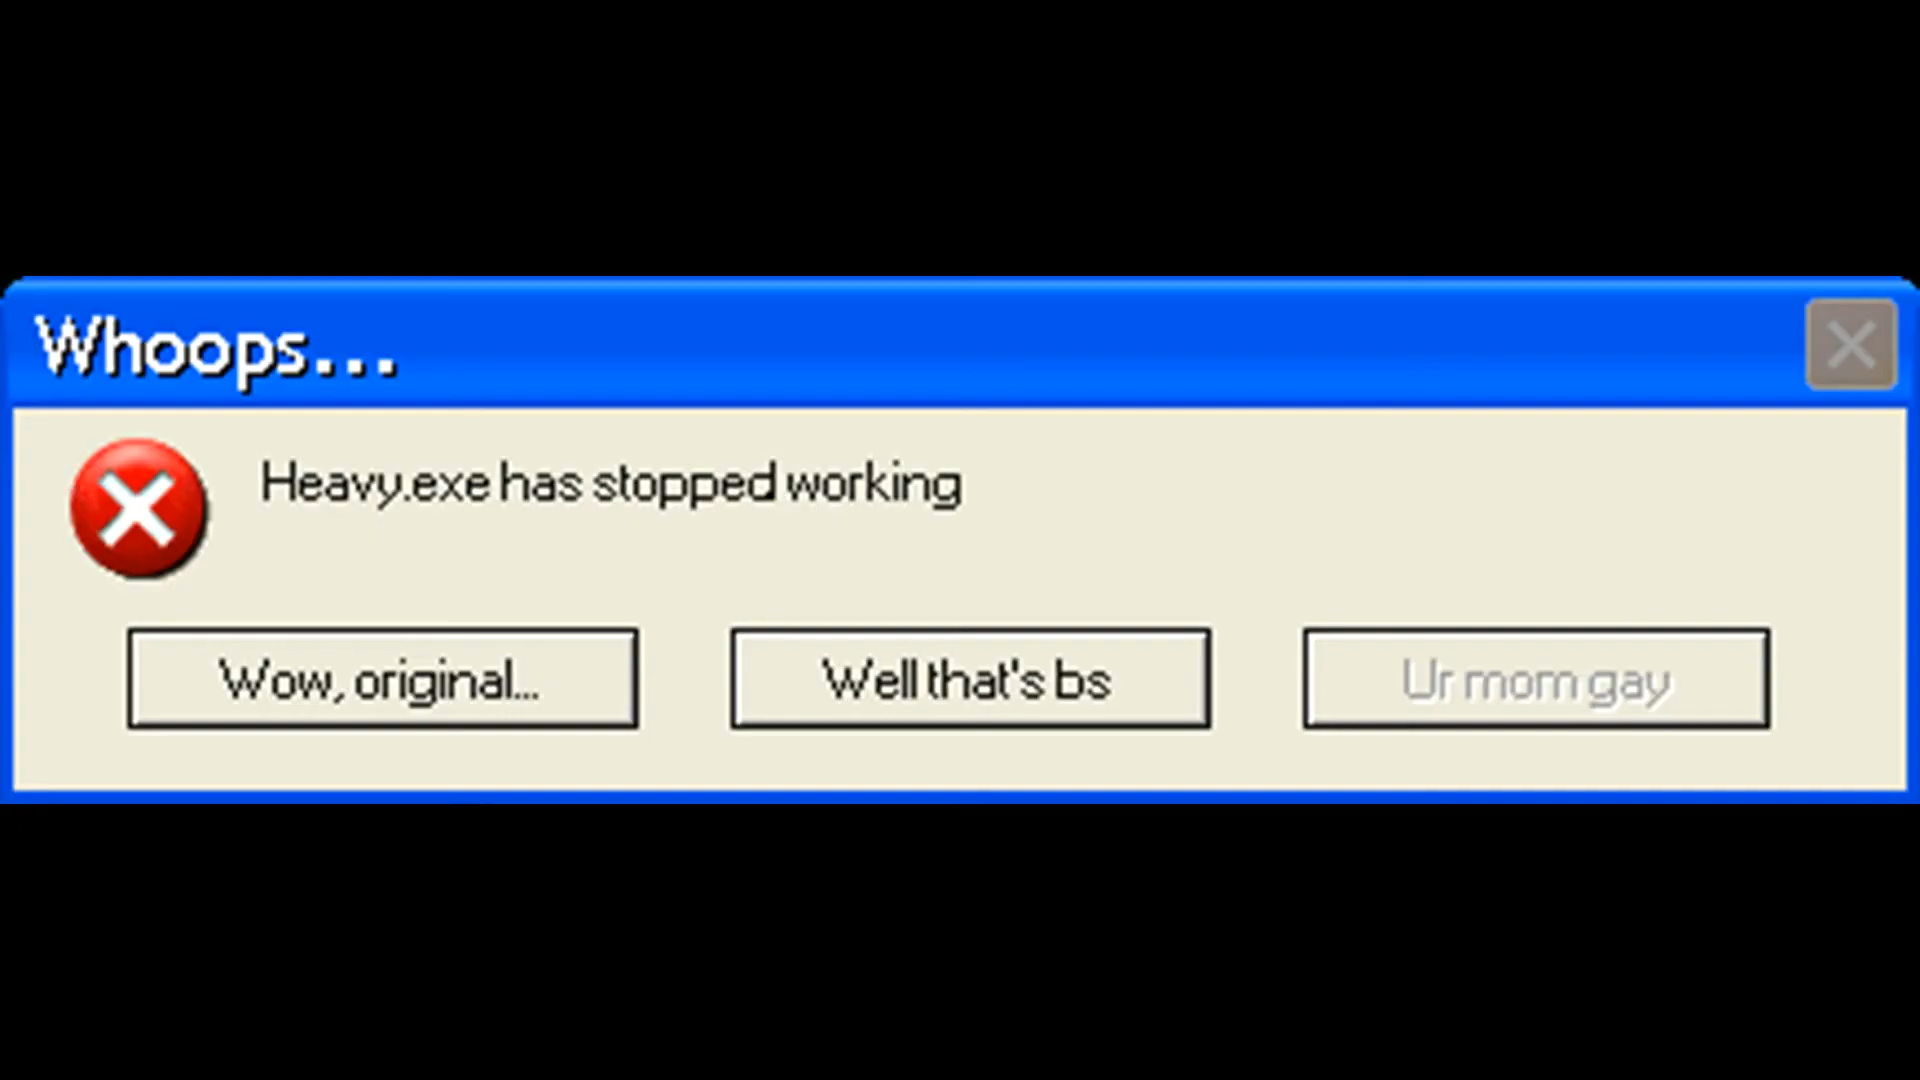 Whoops...
Heavy.exe has stopped working
Wow, original...
Well that's bs
Ur mom gay